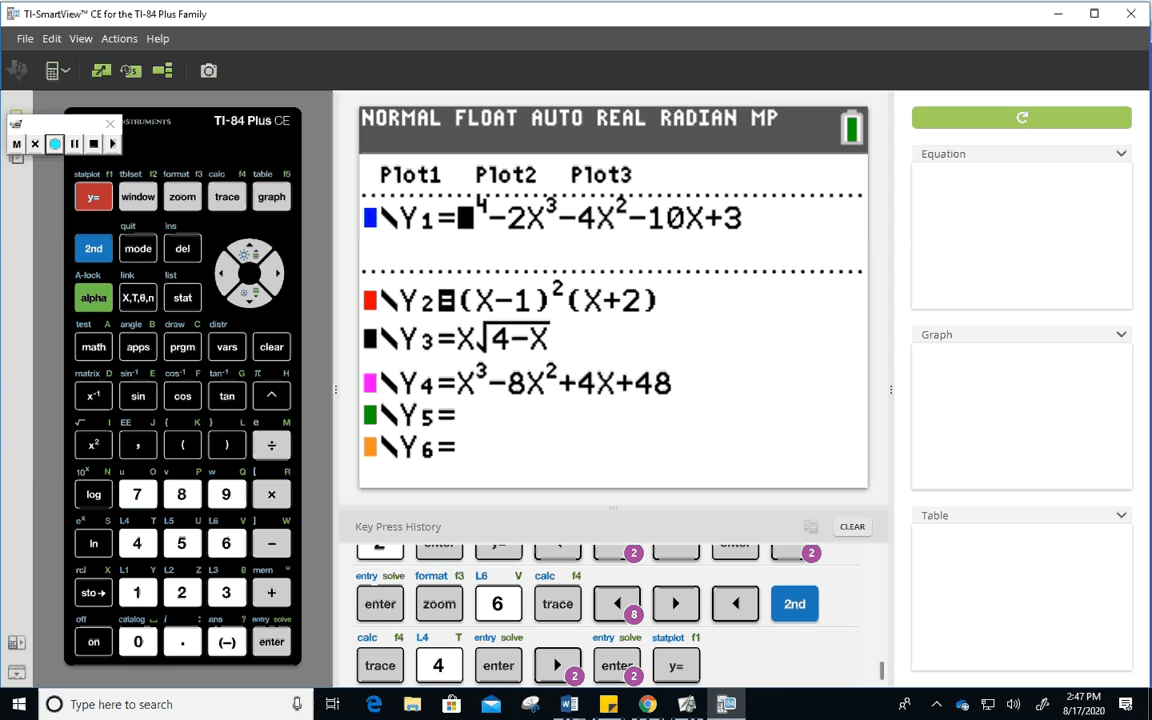 TI-SmartView™ CE for the TI-84 Plus Family
File Edit View Actions Help
INSTRUMENTS TI-84 Plus CE
M
statplot f1 tblset f2 format f3 calc f4 table f5
y= window zoom trace graph
quit ins
2nd mode del
A-lock link list
alpha X,T,θ,n stat
test A angle B draw C distr
math apps prgm vars clear
matrix D sin⁻¹ E cos⁻¹ F tan⁻¹ G π H
x⁻¹ sin cos tan ^
√ I EE J { K } L e M
x² , ( ) ÷
10ˣ N u O v P w Q [ R
log 7 8 9 ×
eˣ S L4 T L5 U L6 V ] W
ln 4 5 6 −
rcl X L1 Y L2 Z L3 θ mem "
sto→ 1 2 3 +
off catalog _ i : ans ? entry solve
on 0 . (−) enter
NORMAL FLOAT AUTO REAL RADIAN MP
Plot1 Plot2 Plot3
\Y1=■⁴−2X³−4X²−10X+3
\Y2=(X−1)²(X+2)
\Y3=X√4−X
\Y4=X³−8X²+4X+48
\Y5=
\Y6=
Key Press History CLEAR
2 2
entry solve format f3 L6 V calc f4
enter zoom 6 trace 8 2nd
calc f4 L4 T entry solve entry solve statplot f1
trace 4 enter 2 enter 2 y=
Equation
Graph
Table
Type here to search
2:47 PM
8/17/2020